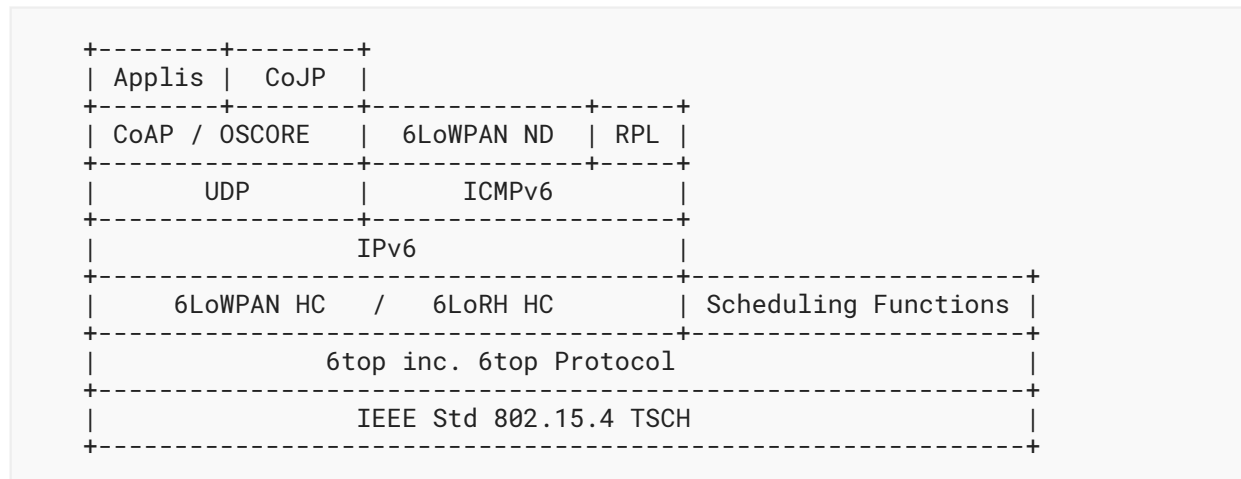 +--------+--------+
| Applis |  CoJP  |
+--------+--------+--------------+-----+
| CoAP / OSCORE   |  6LoWPAN ND  | RPL |
+-----------------+--------------+-----+
|       UDP       |      ICMPv6        |
+-----------------+--------------------+
|                 IPv6                 |
+--------------------------------------+----------------------+
|     6LoWPAN HC   /   6LoRH HC        | Scheduling Functions |
+--------------------------------------+----------------------+
|               6top inc. 6top Protocol                       |
+-------------------------------------------------------------+
|                 IEEE Std 802.15.4 TSCH                      |
+-------------------------------------------------------------+